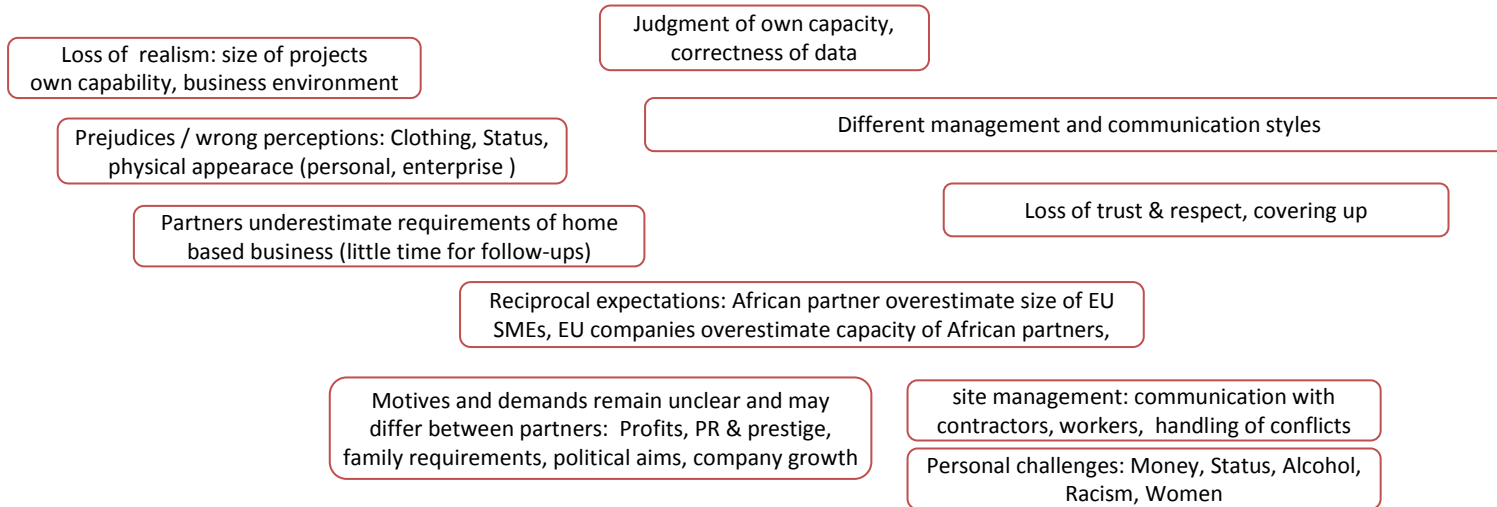 Judgment of own capacity,
correctness of data
Loss of realism: size of projects
own capability, business environment
Different management and communication styles
Prejudices / wrong perceptions: Clothing, Status,
physical appearace (personal, enterprise )
Loss of trust & respect, covering up
Partners underestimate requirements of home
based business (little time for follow-ups)
Reciprocal expectations: African partner overestimate size of EU
SMEs, EU companies overestimate capacity of African partners,
Motives and demands remain unclear and may
differ between partners: Profits, PR & prestige,
family requirements, political aims, company growth
site management: communication with
contractors, workers, handling of conflicts
Personal challenges: Money, Status, Alcohol,
Racism, Women